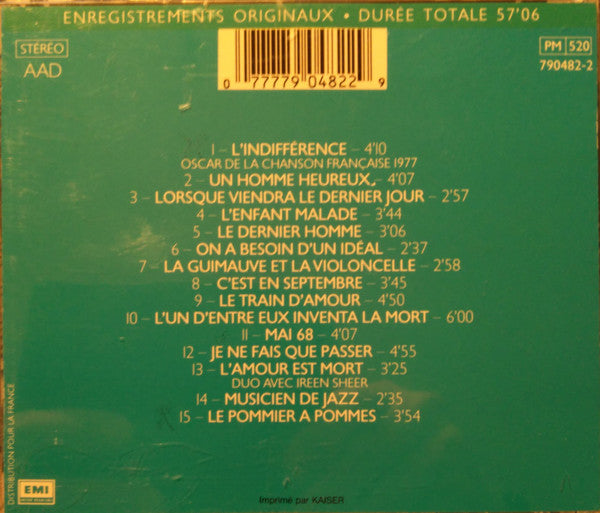 ENREGISTREMENTS ORIGINAUX • DURÉE TOTALE 57'06
STÉRÉO
AAD
PM 520
790482-2
0 77779 04822 9
1 – L'INDIFFÉRENCE – 4'10
OSCAR DE LA CHANSON FRANÇAISE 1977
2 – UN HOMME HEUREUX – 4'07
3 – LORSQUE VIENDRA LE DERNIER JOUR – 2'57
4 – L'ENFANT MALADE – 3'44
5 – LE DERNIER HOMME – 3'06
6 – ON A BESOIN D'UN IDÉAL – 2'37
7 – LA GUIMAUVE ET LA VIOLONCELLE – 2'58
8 – C'EST EN SEPTEMBRE – 3'45
9 – LE TRAIN D'AMOUR – 4'50
10 – L'UN D'ENTRE EUX INVENTA LA MORT – 6'00
11 – MAI 68 – 4'07
12 – JE NE FAIS QUE PASSER – 4'55
13 – L'AMOUR EST MORT – 3'25
DUO AVEC IREEN SHEER
14 – MUSICIEN DE JAZZ – 2'35
15 – LE POMMIER A POMMES – 3'54
DISTRIBUTION POUR LA FRANCE
EMI
Imprimé par KAISER